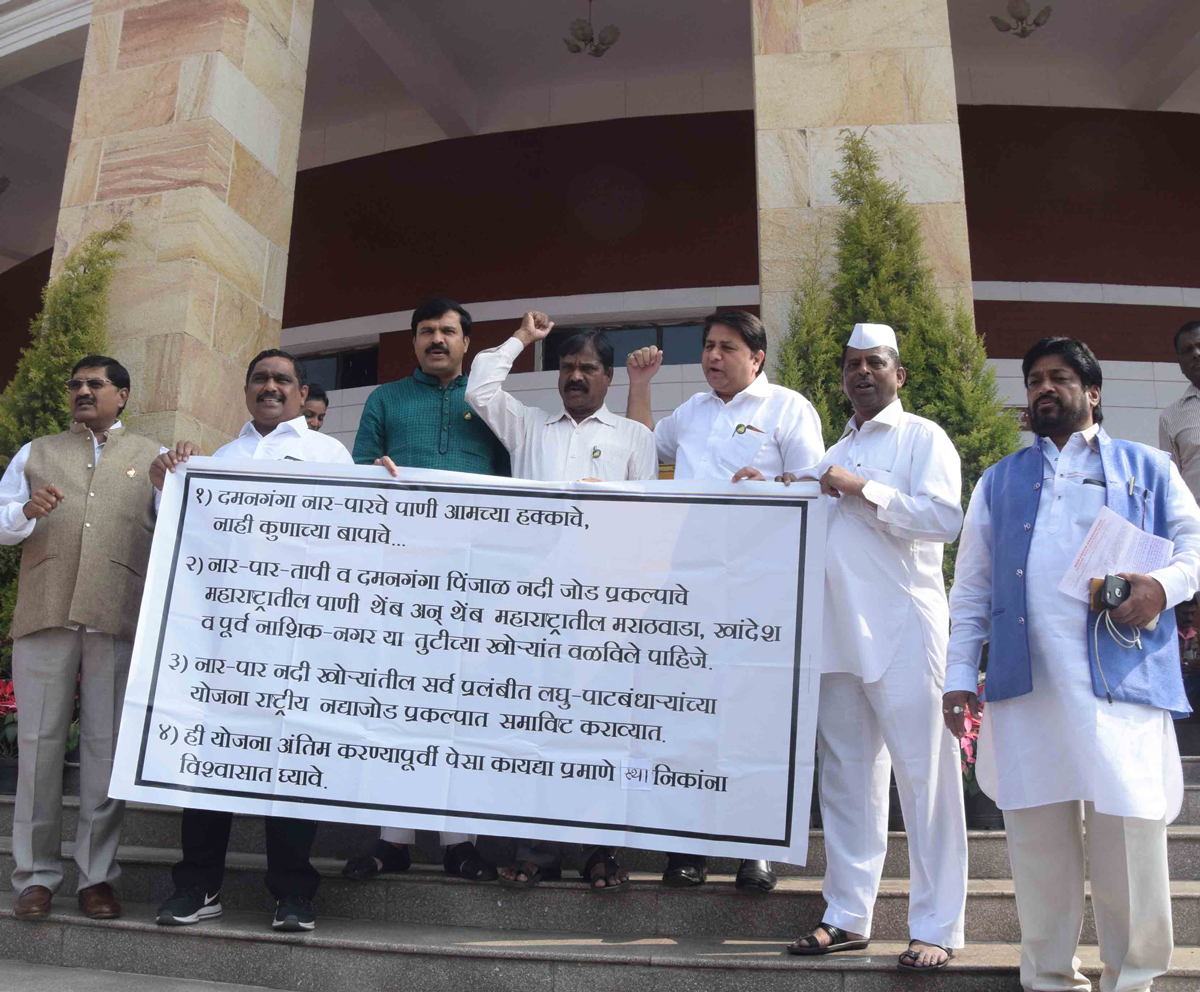 १) दमनगंगा नार-पारचे पाणी आमच्या हक्काचे,
नाही कुणाच्या बापाचे...
२) नार-पार-तापी व दमनगंगा पिंजाळ नदी जोड प्रकल्पाचे
महाराष्ट्रातील पाणी थेंब अन् थेंब महाराष्ट्रातील मराठवाडा, खांदेश
व पूर्व नाशिक-नगर या तुटीच्या खोऱ्यांत वळविले पाहिजे.
३) नार-पार नदी खोऱ्यांतील सर्व प्रलंबीत लघु-पाटबंधाऱ्यांच्या
योजना राष्ट्रीय नद्याजोड प्रकल्पात समाविष्ट कराव्यात.
४) ही योजना अंतिम करण्यापूर्वी पेसा कायद्या प्रमाणे स्थानिकांना
विश्वासात घ्यावे.